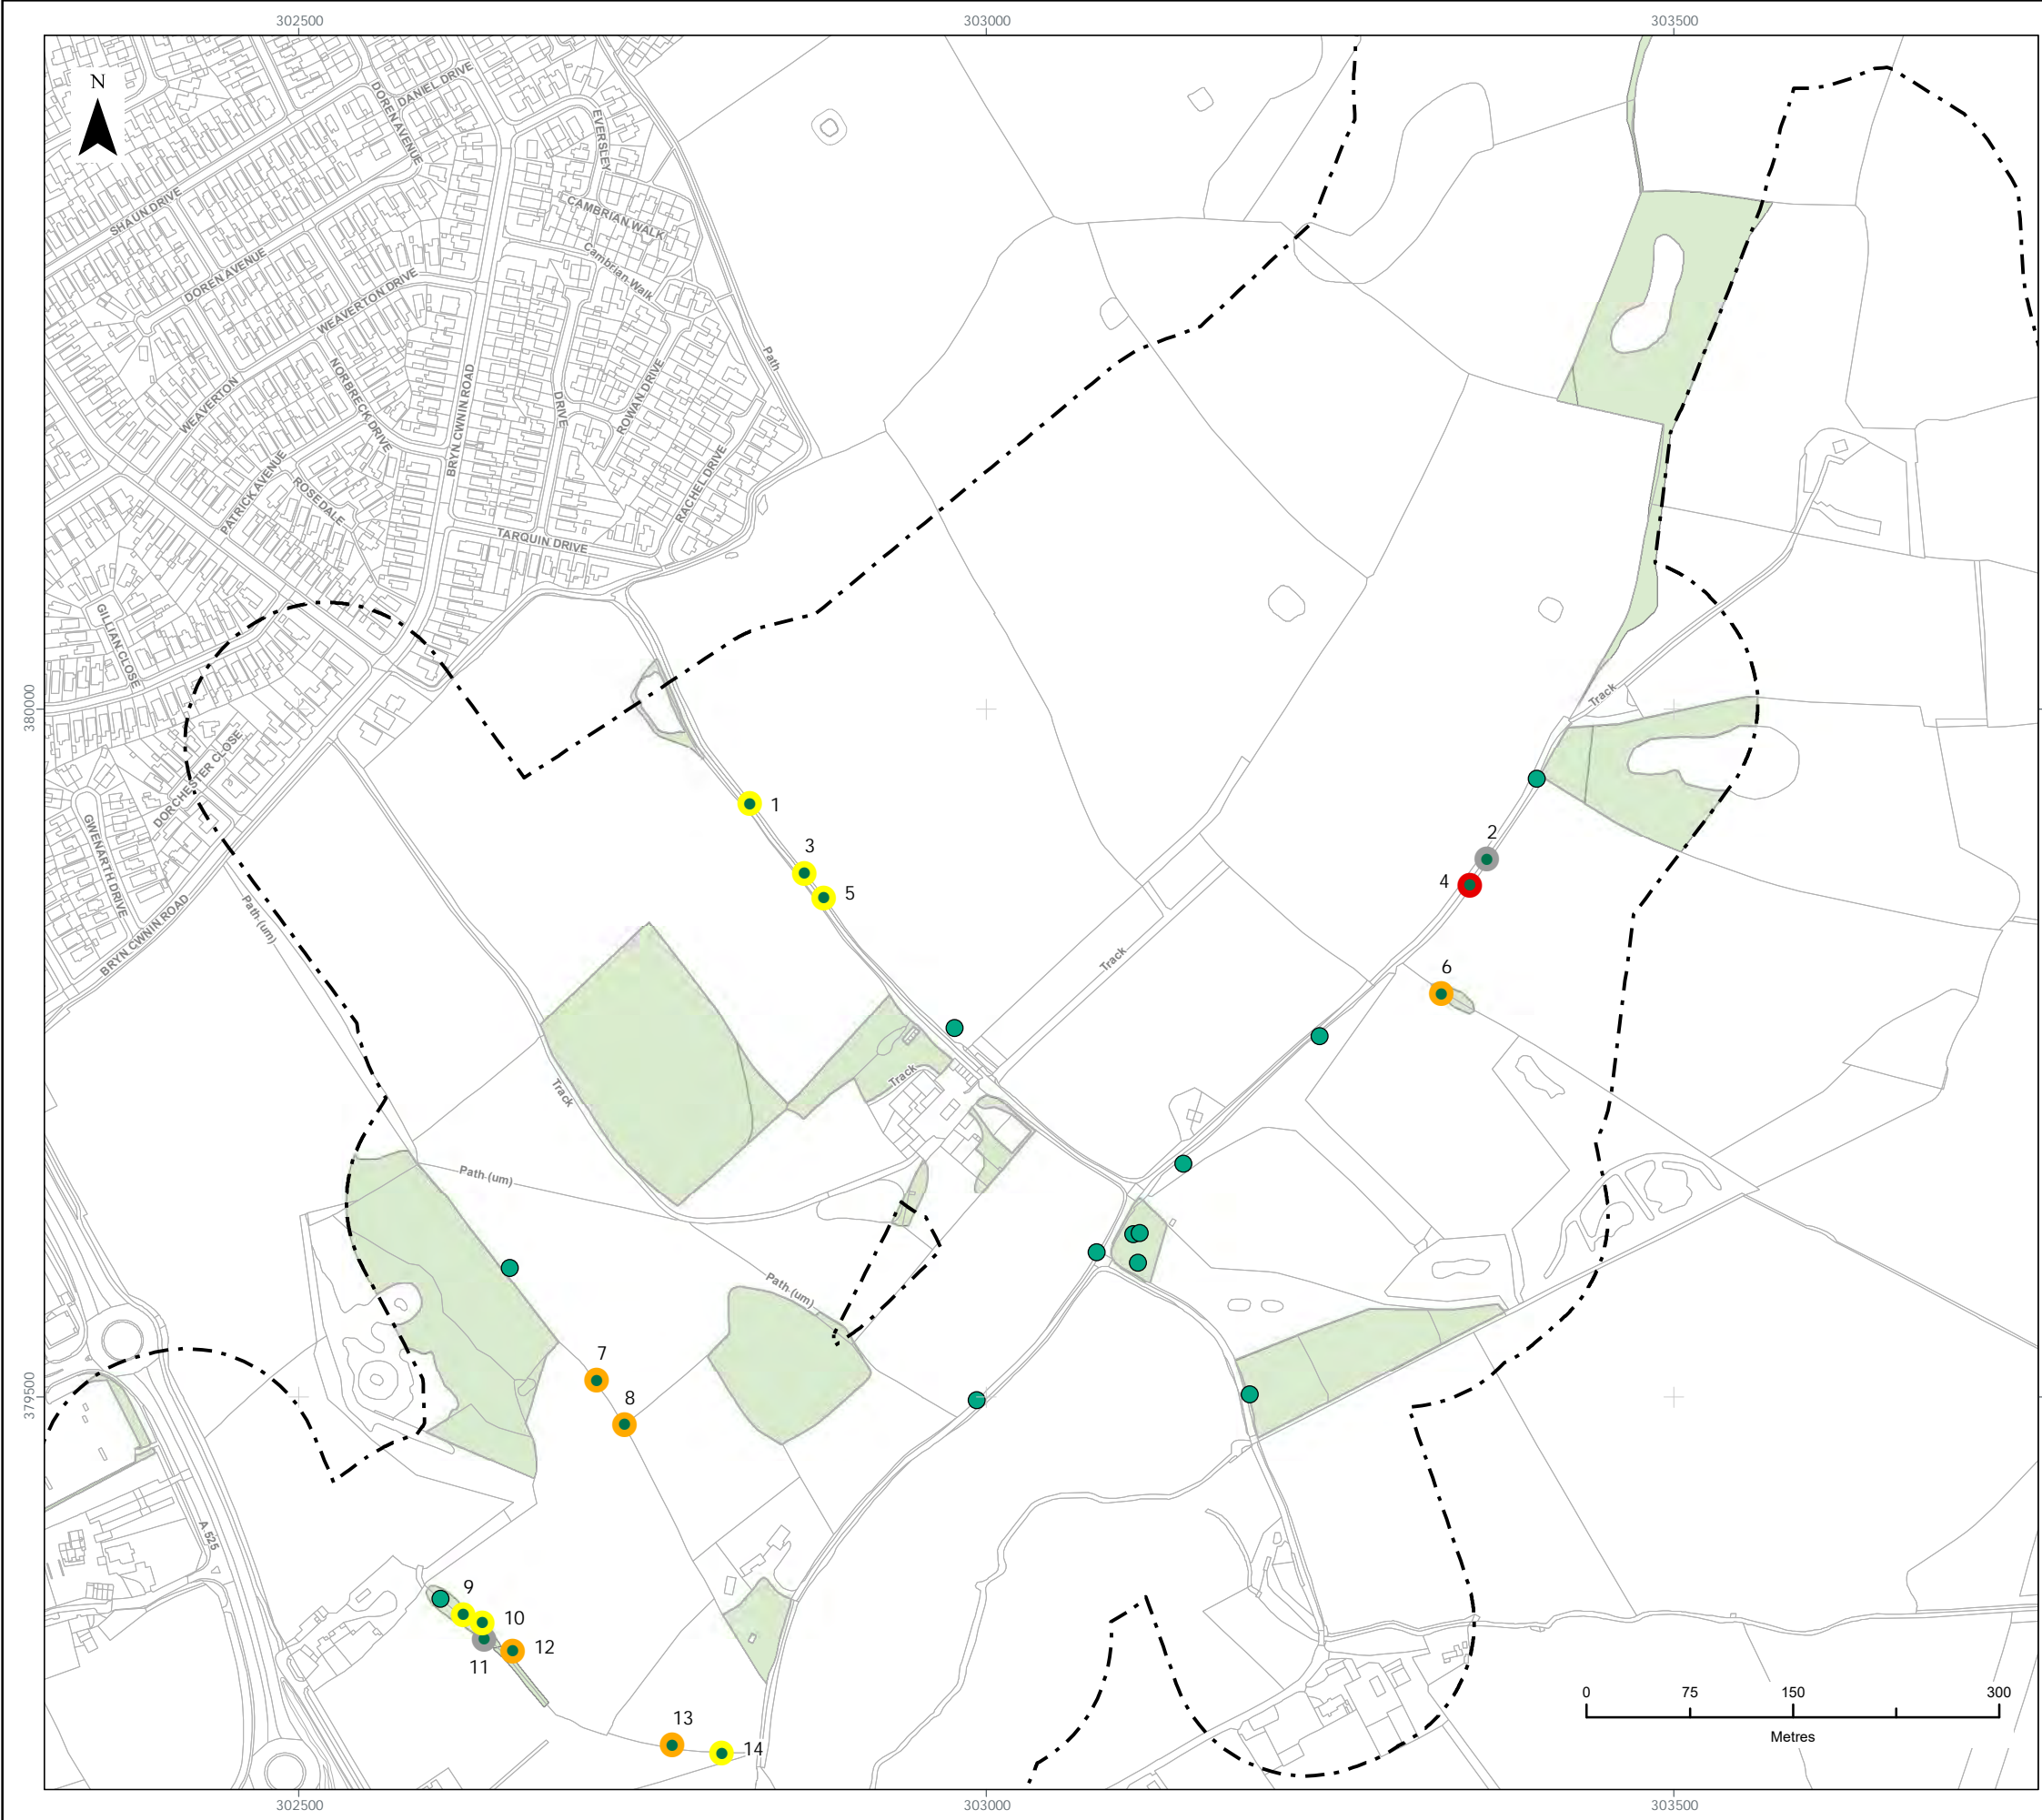 302500
303000
303500
N
DANIEL DRIVE
DOREN AVENUE
EVERSLEY
SHAUN DRIVE
CAMBRIAN WALK
Cambrian Walk
DOREN AVENUE
WEAVERTON DRIVE
Path
NORBRECK DRIVE
BRYN CWNIN ROAD
DRIVE
ROWAN DRIVE
WEAVERTON
PATRICK AVENUE
ROSEDALE
RACHEL DRIVE
TARQUIN DRIVE
GILLIAN CLOSE
380000
Track
DORCHESTER CLOSE
GWENARTH DRIVE
BRYN CWNIN ROAD
Path (um)
1
3
5
2
4
6
Track
Track
Track
Path (um)
Path (um)
7
8
379500
A 525
9
10
11
12
13
14
0
75
150
300
Metres
302500
303000
303500